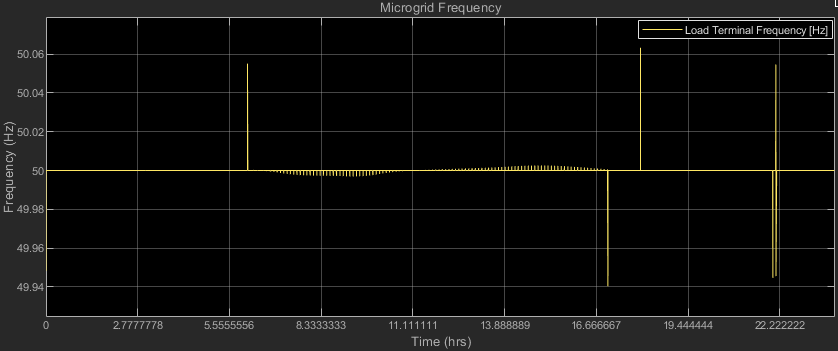 Microgrid Frequency
Load Terminal Frequency [Hz]
Frequency (Hz)
50.06
50.04
50.02
50
49.98
49.96
49.94
0 2.7777778 5.5555556 8.3333333 11.111111 13.888889 16.666667 19.444444 22.222222
Time (hrs)